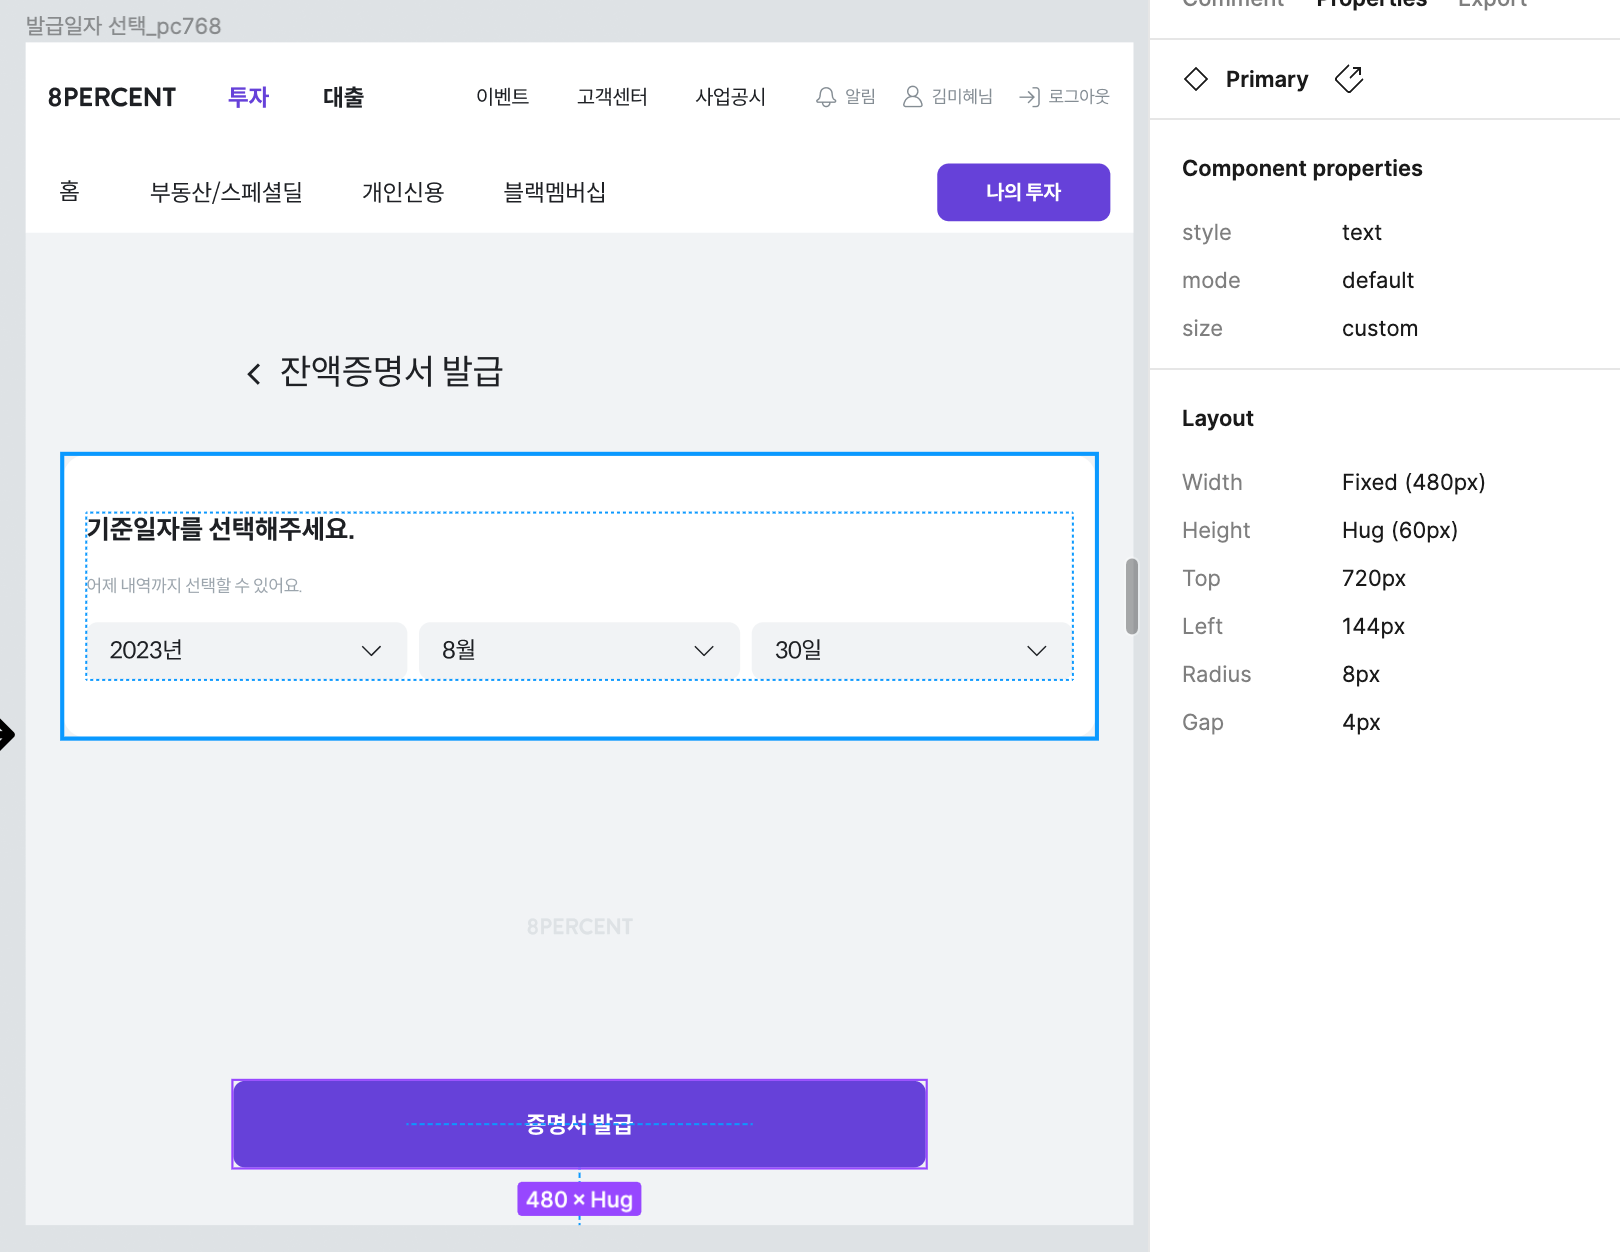 발급일자 선택_pc768
Comment Properties Export
8PERCENT 투자 대출 이벤트 고객센터 사업공시 알림 김미혜님 로그아웃
홈 부동산/스페셜딜 개인신용 블랙멤버십 나의 투자
잔액증명서 발급
기준일자를 선택해주세요.
어제 내역까지 선택할 수 있어요.
2023년 8월 30일
8PERCENT
증명서 발급
480 × Hug
Primary
Component properties
style text
mode default
size custom
Layout
Width Fixed (480px)
Height Hug (60px)
Top 720px
Left 144px
Radius 8px
Gap 4px